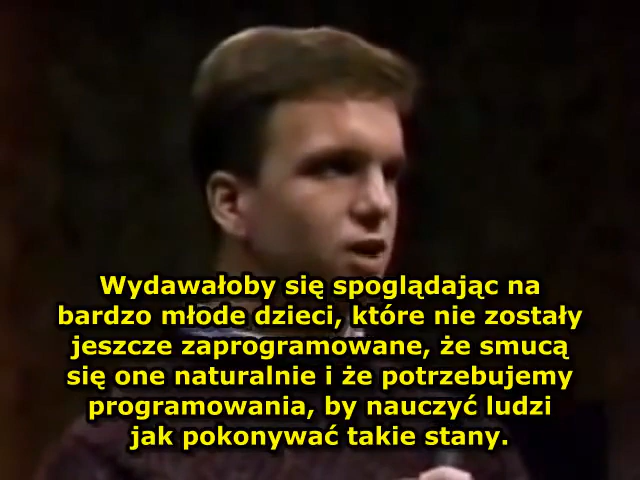 Wydawałoby się spoglądając na
bardzo młode dzieci, które nie zostały
jeszcze zaprogramowane, że smucą
się one naturalnie i że potrzebujemy
programowania, by nauczyć ludzi
jak pokonywać takie stany.